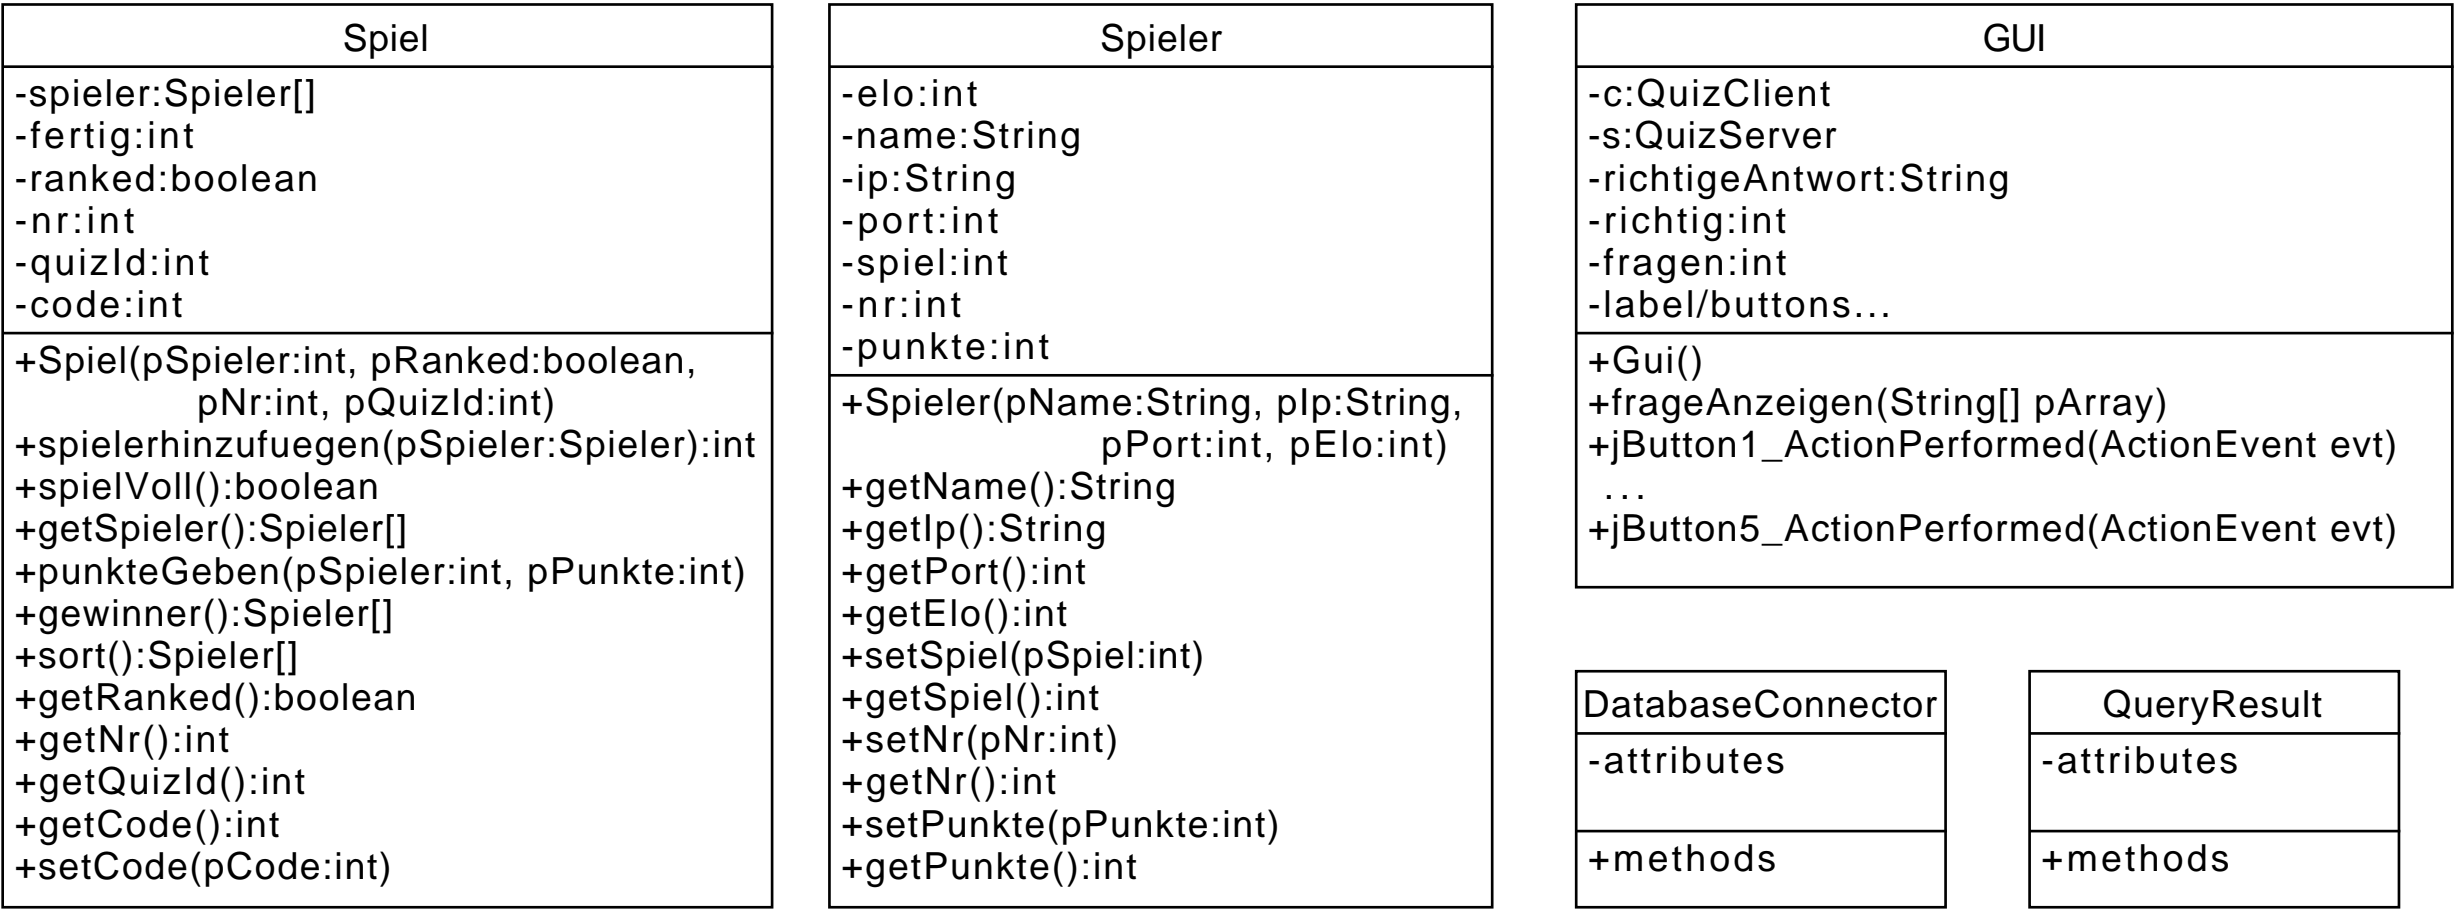 Spiel
-spieler:Spieler[]
-fertig:int
-ranked:boolean
-nr:int
-quizId:int
-code:int
+Spiel(pSpieler:int, pRanked:boolean,
pNr:int, pQuizId:int)
+spielerhinzufuegen(pSpieler:Spieler):int
+spielVoll():boolean
+getSpieler():Spieler[]
+punkteGeben(pSpieler:int, pPunkte:int)
+gewinner():Spieler[]
+sort():Spieler[]
+getRanked():boolean
+getNr():int
+getQuizId():int
+getCode():int
+setCode(pCode:int)
Spieler
-elo:int
-name:String
-ip:String
-port:int
-spiel:int
-nr:int
-punkte:int
+Spieler(pName:String, pIp:String,
pPort:int, pElo:int)
+getName():String
+getIp():String
+getPort():int
+getElo():int
+setSpiel(pSpiel:int)
+getSpiel():int
+setNr(pNr:int)
+getNr():int
+setPunkte(pPunkte:int)
+getPunkte():int
GUI
-c:QuizClient
-s:QuizServer
-richtigeAntwort:String
-richtig:int
-fragen:int
-label/buttons...
+Gui()
+frageAnzeigen(String[] pArray)
+jButton1_ActionPerformed(ActionEvent evt)
...
+jButton5_ActionPerformed(ActionEvent evt)
DatabaseConnector
-attributes
+methods
QueryResult
-attributes
+methods